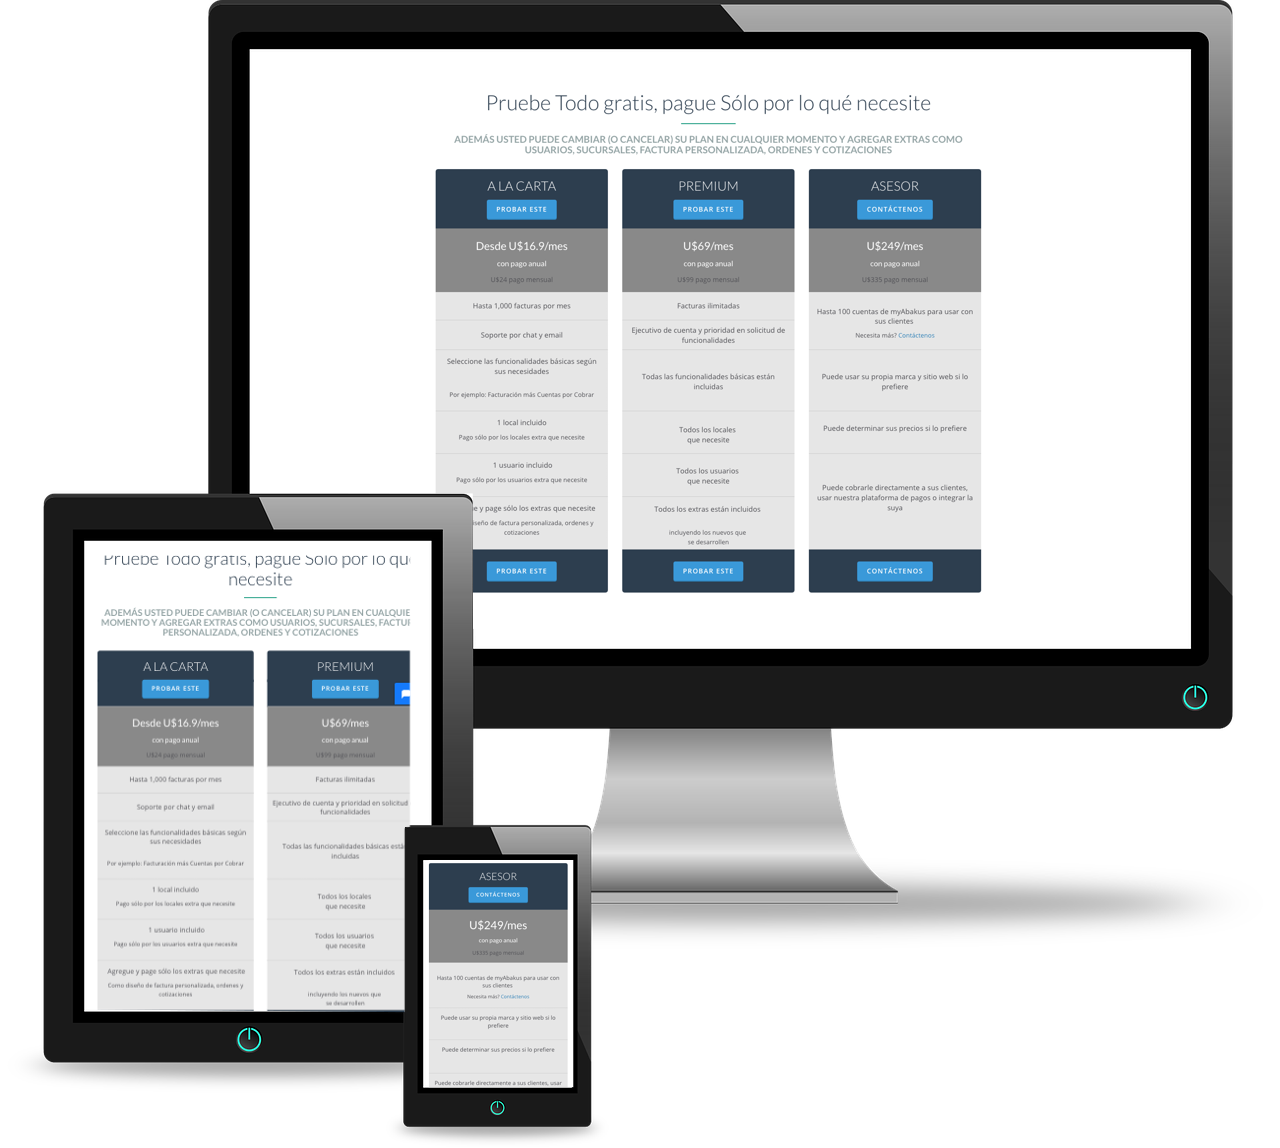 Pruebe Todo gratis, pague Sólo por lo qué necesite
ADEMÁS USTED PUEDE CAMBIAR (O CANCELAR) SU PLAN EN CUALQUIER MOMENTO Y AGREGAR EXTRAS COMO
USUARIOS, SUCURSALES, FACTURA PERSONALIZADA, ORDENES Y COTIZACIONES
A LA CARTA
PROBAR ESTE
Desde U$16.9/mes
con pago anual
U$24 pago mensual
Hasta 1,000 facturas por mes
Soporte por chat y email
Seleccione las funcionalidades básicas según
sus necesidades
Por ejemplo: Facturación más Cuentas por Cobrar
1 local incluido
Pago sólo por los locales extra que necesite
1 usuario incluido
Pago sólo por los usuarios extra que necesite
ue y page sólo los extras que necesite
iseño de factura personalizada, ordenes y
cotizaciones
PROBAR ESTE
PREMIUM
PROBAR ESTE
U$69/mes
con pago anual
U$99 pago mensual
Facturas ilimitadas
Ejecutivo de cuenta y prioridad en solicitud de
funcionalidades
Todas las funcionalidades básicas están
incluidas
Todos los locales
que necesite
Todos los usuarios
que necesite
Todos los extras están incluidos
incluyendo los nuevos que
se desarrollen
PROBAR ESTE
ASESOR
CONTÁCTENOS
U$249/mes
con pago anual
U$335 pago mensual
Hasta 100 cuentas de myAbakus para usar con
sus clientes
Necesita más? Contáctenos
Puede usar su propia marca y sitio web si lo
prefiere
Puede determinar sus precios si lo prefiere
Puede cobrarle directamente a sus clientes,
usar nuestra plataforma de pagos o integrar la
suya
CONTÁCTENOS
Pruebe Todo gratis, pague Sólo por lo qu
necesite
ADEMÁS USTED PUEDE CAMBIAR (O CANCELAR) SU PLAN EN CUALQUIE
MOMENTO Y AGREGAR EXTRAS COMO USUARIOS, SUCURSALES, FACTUR
PERSONALIZADA, ORDENES Y COTIZACIONES
A LA CARTA
PROBAR ESTE
Desde U$16.9/mes
con pago anual
U$24 pago mensual
Hasta 1,000 facturas por mes
Soporte por chat y email
Seleccione las funcionalidades básicas según
sus necesidades
Por ejemplo: Facturación más Cuentas por Cobrar
1 local incluido
Pago sólo por los locales extra que necesite
1 usuario incluido
Pago sólo por los usuarios extra que necesite
Agregue y page sólo los extras que necesite
Como diseño de factura personalizada, ordenes y
cotizaciones
PREMIUM
PROBAR ESTE
U$69/mes
con pago anual
U$99 pago mensual
Facturas ilimitadas
Ejecutivo de cuenta y prioridad en solicitud
funcionalidades
Todas las funcionalidades básicas está
incluidas
Todos los locales
que necesite
Todos los usuarios
que necesite
Todos los extras están incluidos
incluyendo los nuevos que
se desarrollen
ASESOR
CONTÁCTENOS
U$249/mes
con pago anual
U$335 pago mensual
Hasta 100 cuentas de myAbakus para usar con
sus clientes
Necesita más? Contáctenos
Puede usar su propia marca y sitio web si lo
prefiere
Puede determinar sus precios si lo prefiere
Puede cobrarle directamente a sus clientes, usar